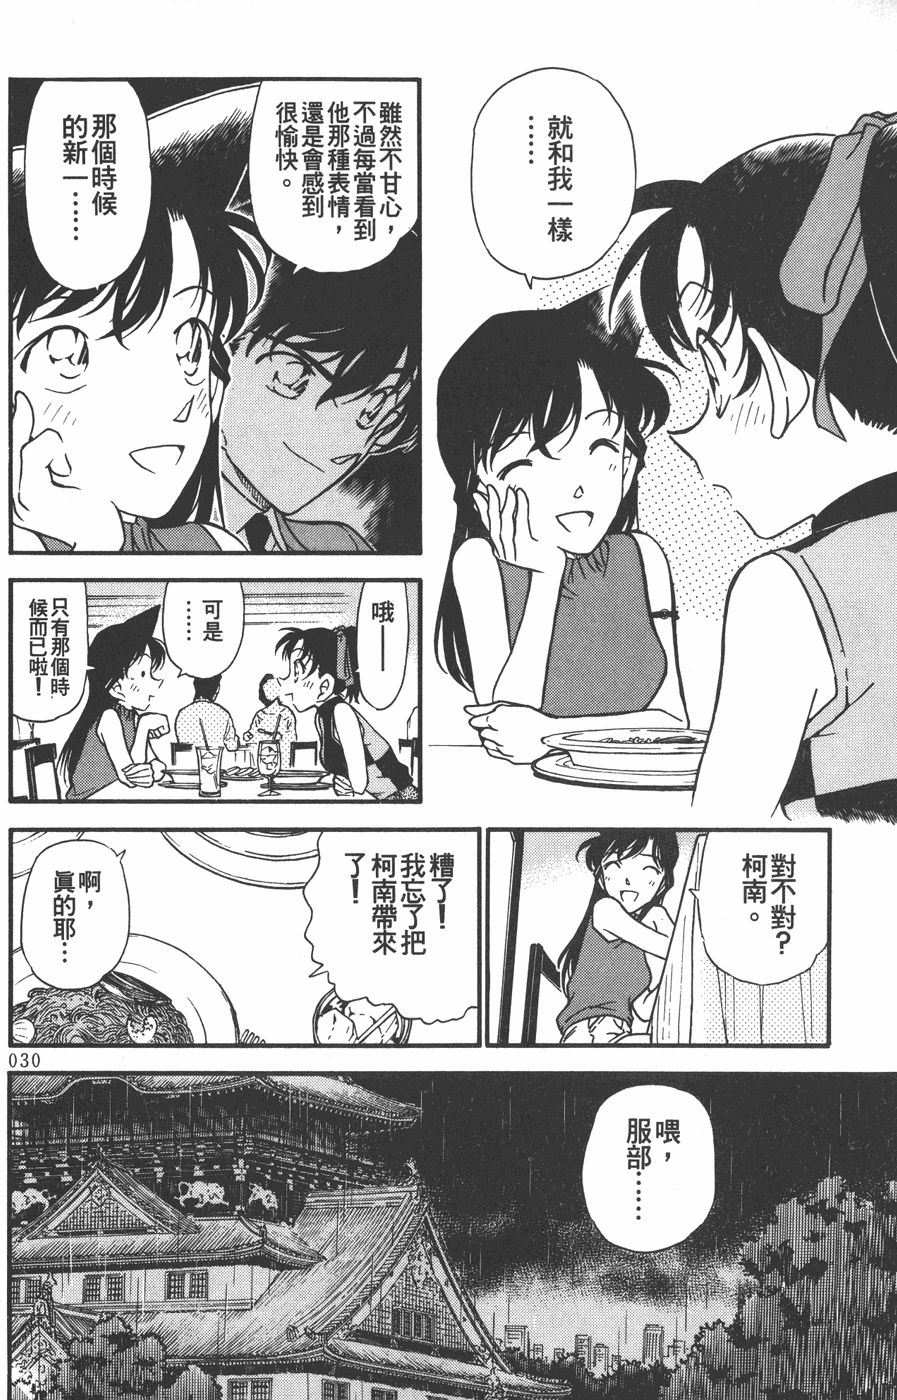 就和我一樣
……
雖然不甘心，
不過每當看到
他那種表情，
還是會感到
很愉快。
那個時候
的新一……
哦——
可是
……
只有那個時
候而已啦！
對不對？
柯南。
糟了！
我忘了把
柯南帶來
了！
啊，
真的耶…
030
喂，
服部……